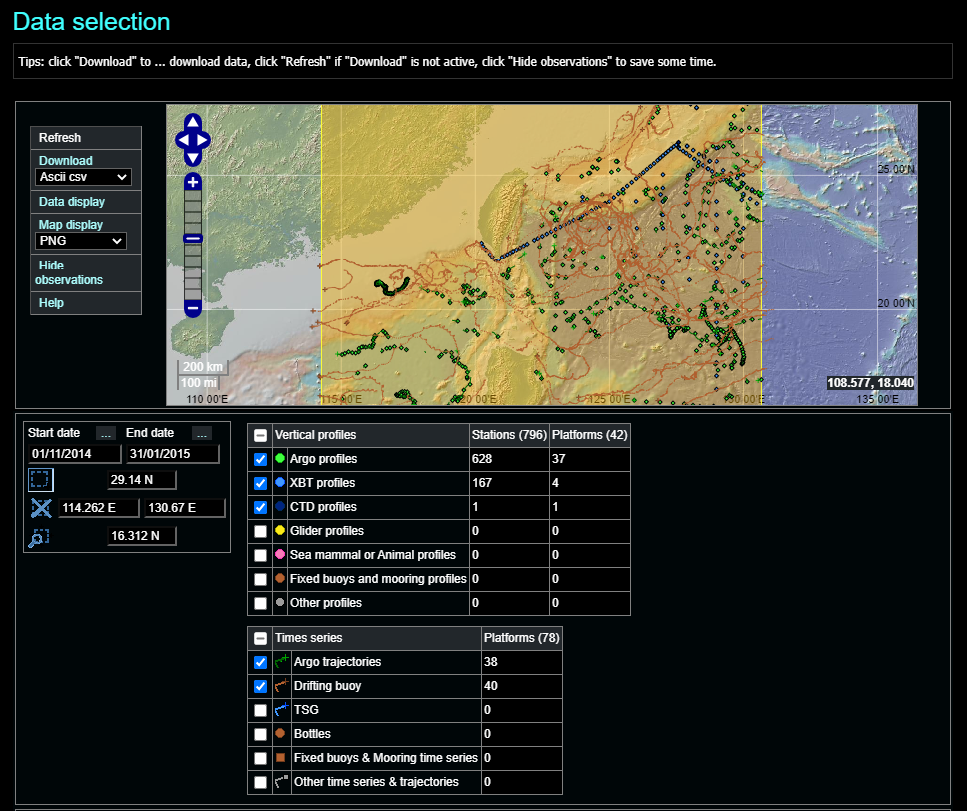 Data selection
Tips: click "Download" to ... download data, click "Refresh" if "Download" is not active, click "Hide observations" to save some time.
Refresh
Download
Ascii csv
Data display
Map display
PNG
Hide
observations
Help
25 00'N
20 00'N
200 km
100 mi
108.577, 18.040
110 00'E
115 00'E
120 00'E
125 00'E
130 00'E
135 00'E
Start date ... End date ...
01/11/2014 31/01/2015
29.14 N
114.262 E 130.67 E
16.312 N
Vertical profiles Stations (796) Platforms (42)
Argo profiles 628 37
XBT profiles 167 4
CTD profiles 1 1
Glider profiles 0 0
Sea mammal or Animal profiles 0 0
Fixed buoys and mooring profiles 0 0
Other profiles 0 0
Times series Platforms (78)
Argo trajectories 38
Drifting buoy 40
TSG 0
Bottles 0
Fixed buoys & Mooring time series 0
Other time series & trajectories 0